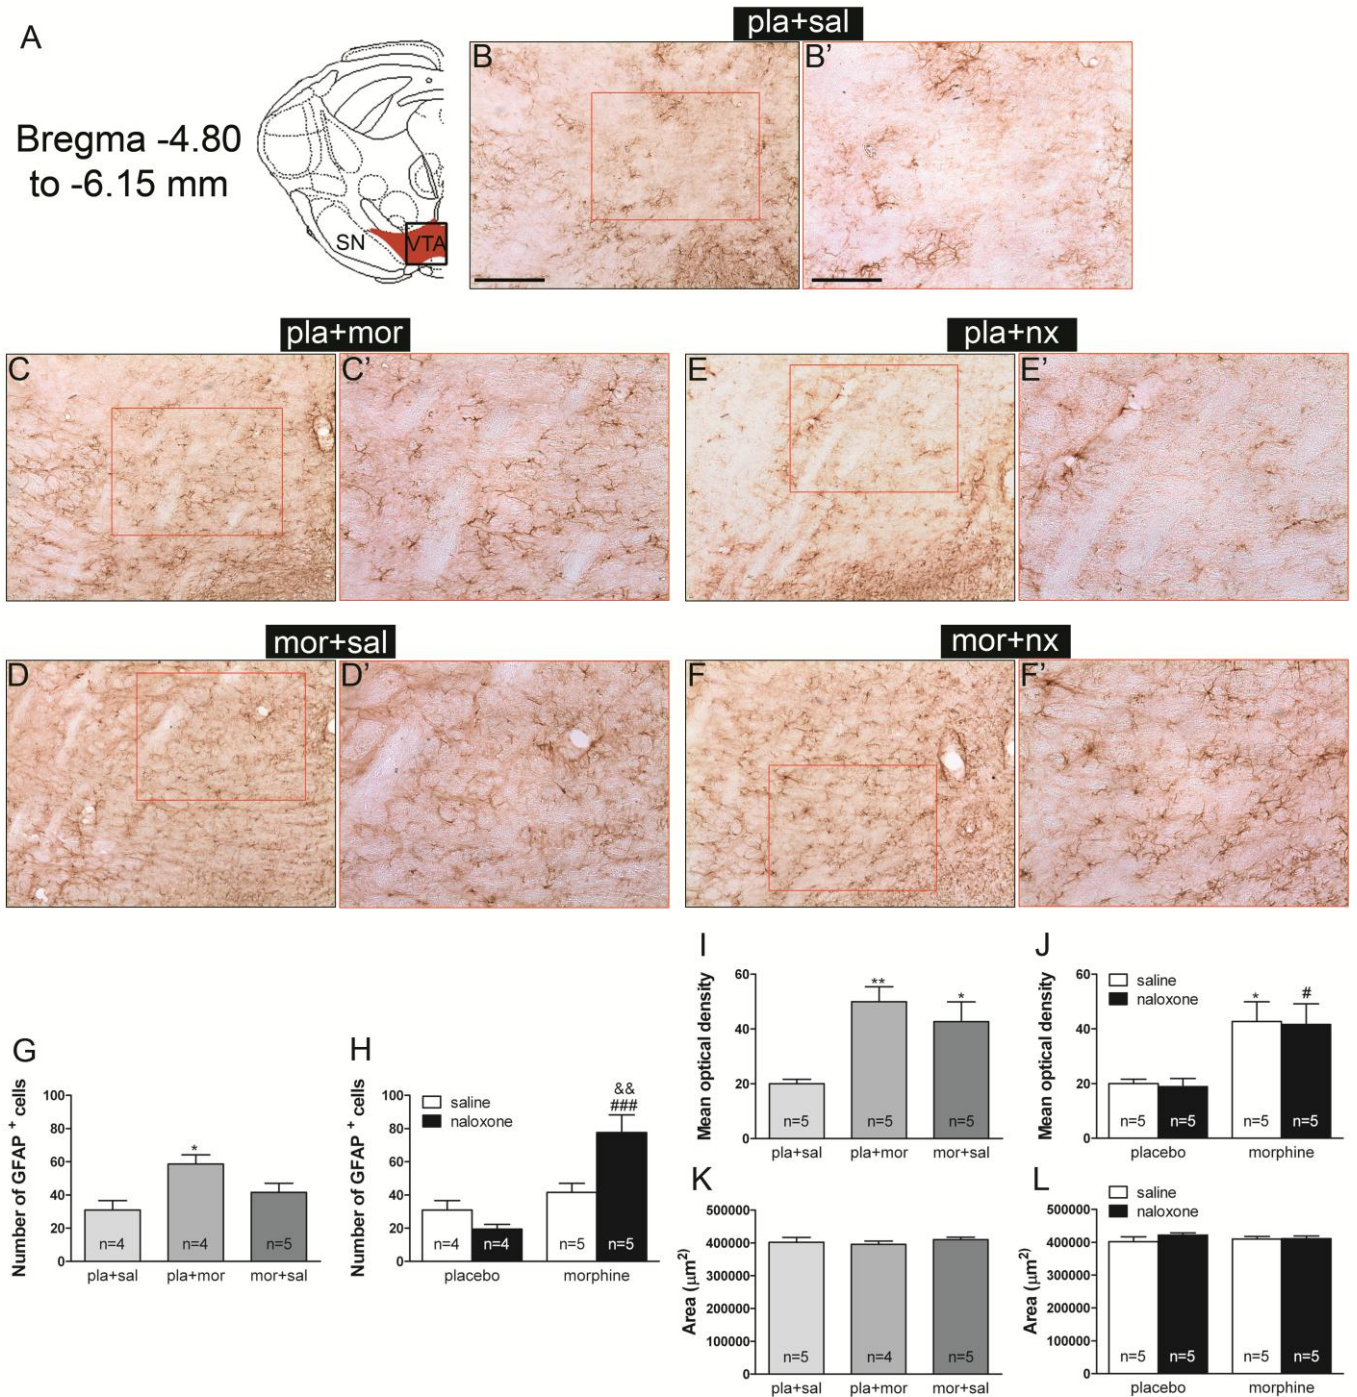 A
Bregma -4.80
to -6.15 mm
SN
VTA
pla+sal
B
B'
pla+mor
pla+nx
C
C'
E
E'
mor+sal
mor+nx
D
D'
F
F'
G
Number of GFAP + cells
100
80
60
40
20
0
*
n=4
n=4
n=5
pla+sal
pla+mor
mor+sal
H
Number of GFAP + cells
100
80
60
40
20
0
saline
naloxone
&&
###
n=4
n=4
n=5
n=5
placebo
morphine
I
Mean optical density
60
40
20
0
**
*
n=5
n=5
n=5
pla+sal
pla+mor
mor+sal
J
Mean optical density
60
40
20
0
saline
naloxone
*
#
n=5
n=5
n=5
n=5
placebo
morphine
K
Area (μm2)
500000
400000
300000
200000
100000
0
n=5
n=4
n=5
pla+sal
pla+mor
mor+sal
L
Area (μm2)
500000
400000
300000
200000
100000
0
saline
naloxone
n=5
n=5
n=5
n=5
placebo
morphine